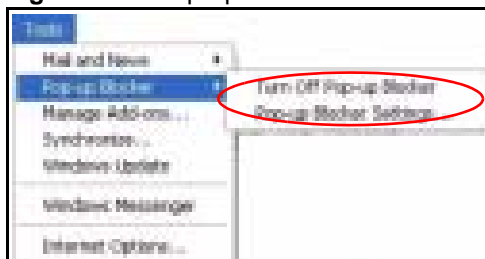 Tools
Mail and News
Pop-up Blocker
Turn Off Pop-up Blocker
Manage Add-ons...
Pop-up Blocker Settings
Synchronize...
Windows Update
Windows Messenger
Internet Options...